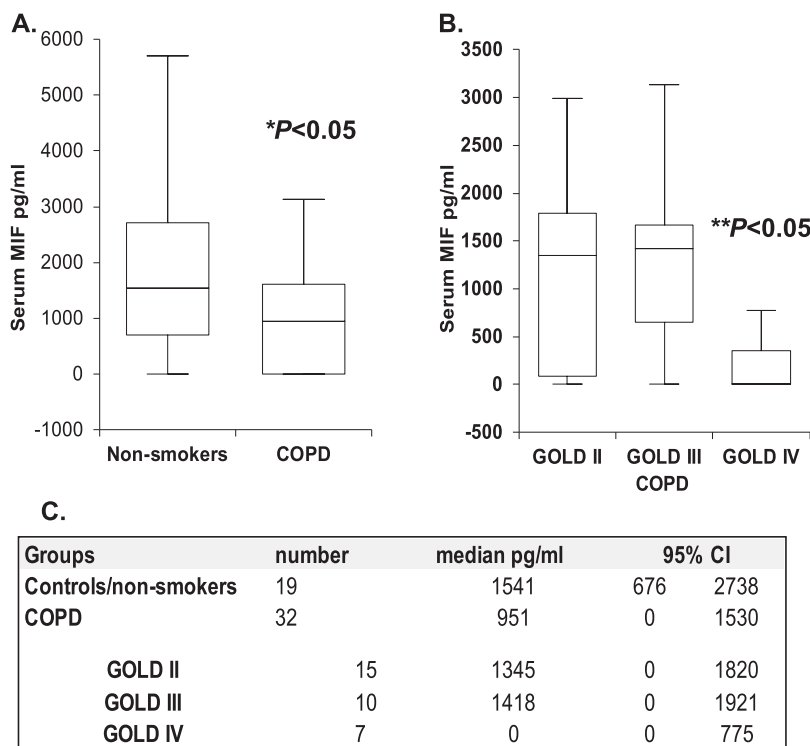 A.
6000
5000
4000
3000
2000
1000
0
-1000
Serum MIF pg/ml
*P<0.05
Non-smokers COPD
B.
3500
3000
2500
2000
1500
1000
500
0
-500
Serum MIF pg/ml
**P<0.05
GOLD II GOLD III GOLD IV
COPD
C.
Groups number median pg/ml 95% CI
Controls/non-smokers 19 1541 676 2738
COPD 32 951 0 1530
GOLD II 15 1345 0 1820
GOLD III 10 1418 0 1921
GOLD IV 7 0 0 775